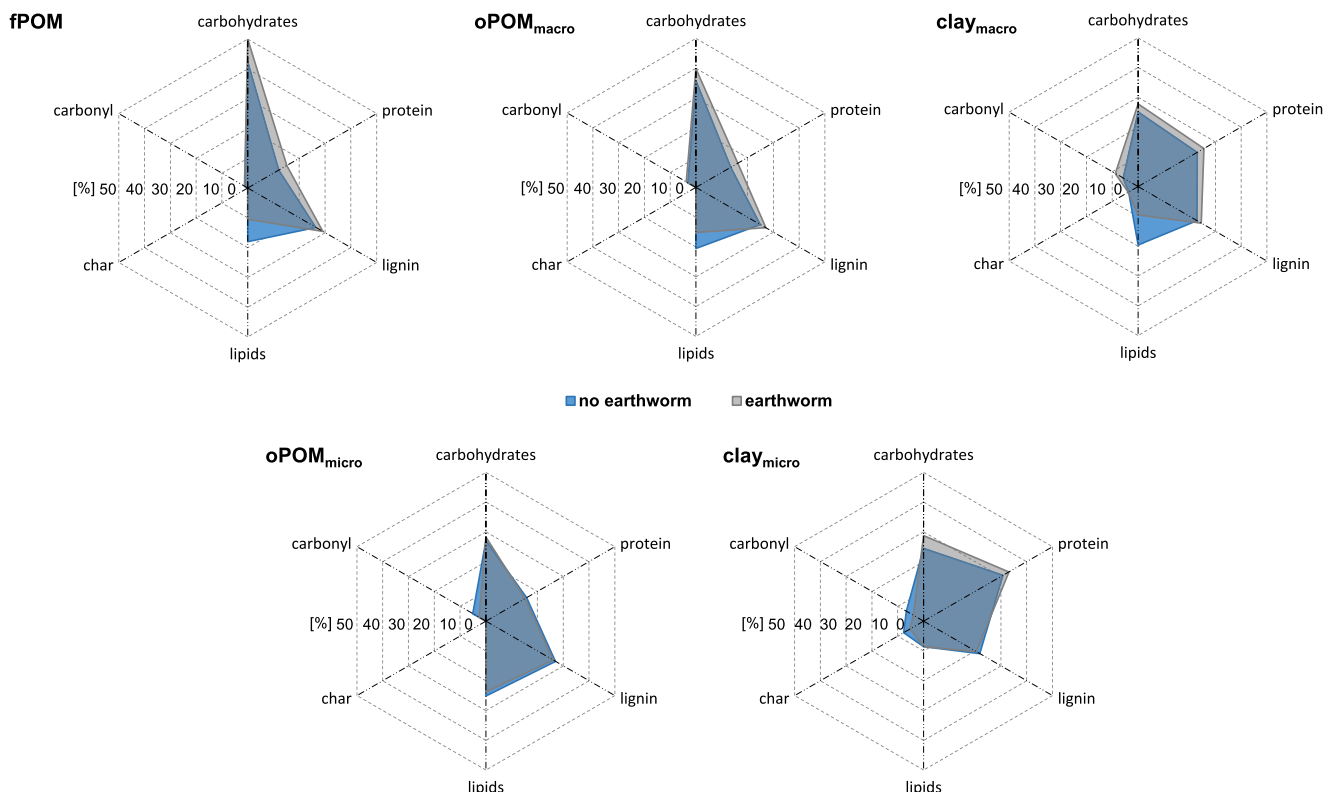 fPOM
carbohydrates
carbonyl
protein
[%] 50 40 30 20 10 0
char
lignin
lipids
oPOMmacro
carbohydrates
carbonyl
protein
[%] 50 40 30 20 10 0
char
lignin
lipids
claymacro
carbohydrates
carbonyl
protein
[%] 50 40 30 20 10 0
char
lignin
lipids
no earthworm earthworm
oPOMmicro
carbohydrates
carbonyl
protein
[%] 50 40 30 20 10 0
char
lignin
lipids
claymicro
carbohydrates
carbonyl
protein
[%] 50 40 30 20 10 0
char
lignin
lipids